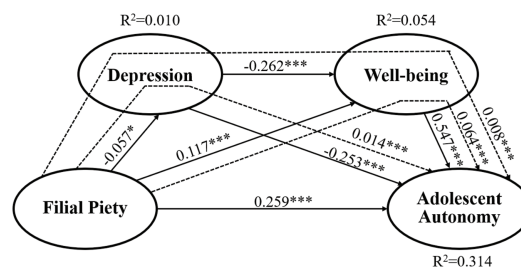 R²=0.010
R²=0.054
Depression
-0.262***
Well-being
-0.057*
0.117***
0.014***
-0.253***
0.547***
0.064***
0.008***
Filial Piety
0.259***
Adolescent
Autonomy
R²=0.314